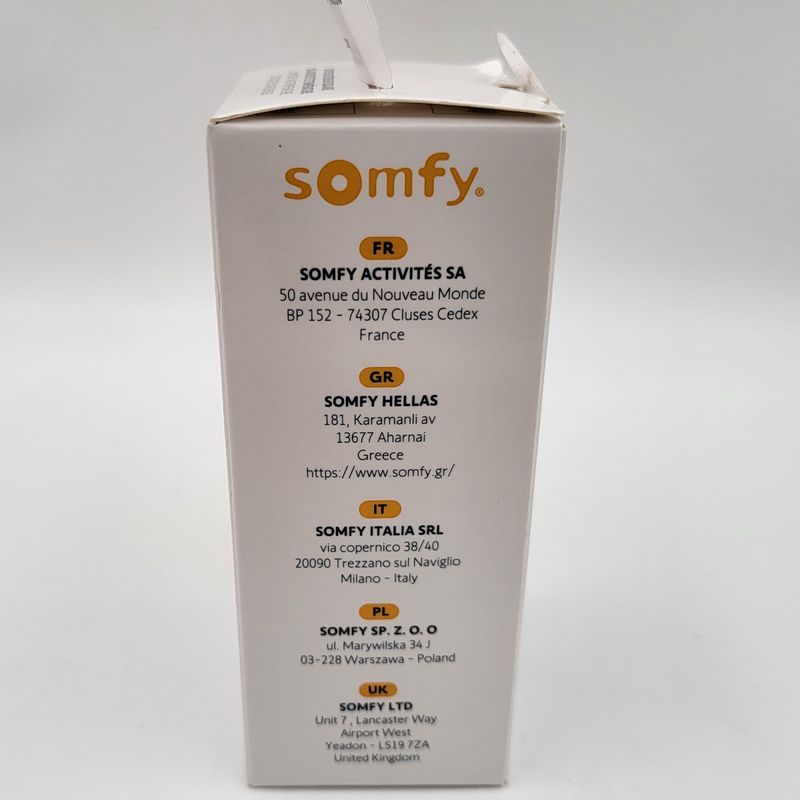 somfy®
FR
SOMFY ACTIVITÉS SA
50 avenue du Nouveau Monde
BP 152 - 74307 Cluses Cedex
France
GR
SOMFY HELLAS
181, Karamanli av
13677 Aharnai
Greece
https://www.somfy.gr/
IT
SOMFY ITALIA SRL
via copernico 38/40
20090 Trezzano sul Naviglio
Milano - Italy
PL
SOMFY SP. Z. O. O
ul. Marywilska 34 J
03-228 Warszawa - Poland
UK
SOMFY LTD
Unit 7 , Lancaster Way
Airport West
Yeadon - LS19 7ZA
United Kingdom